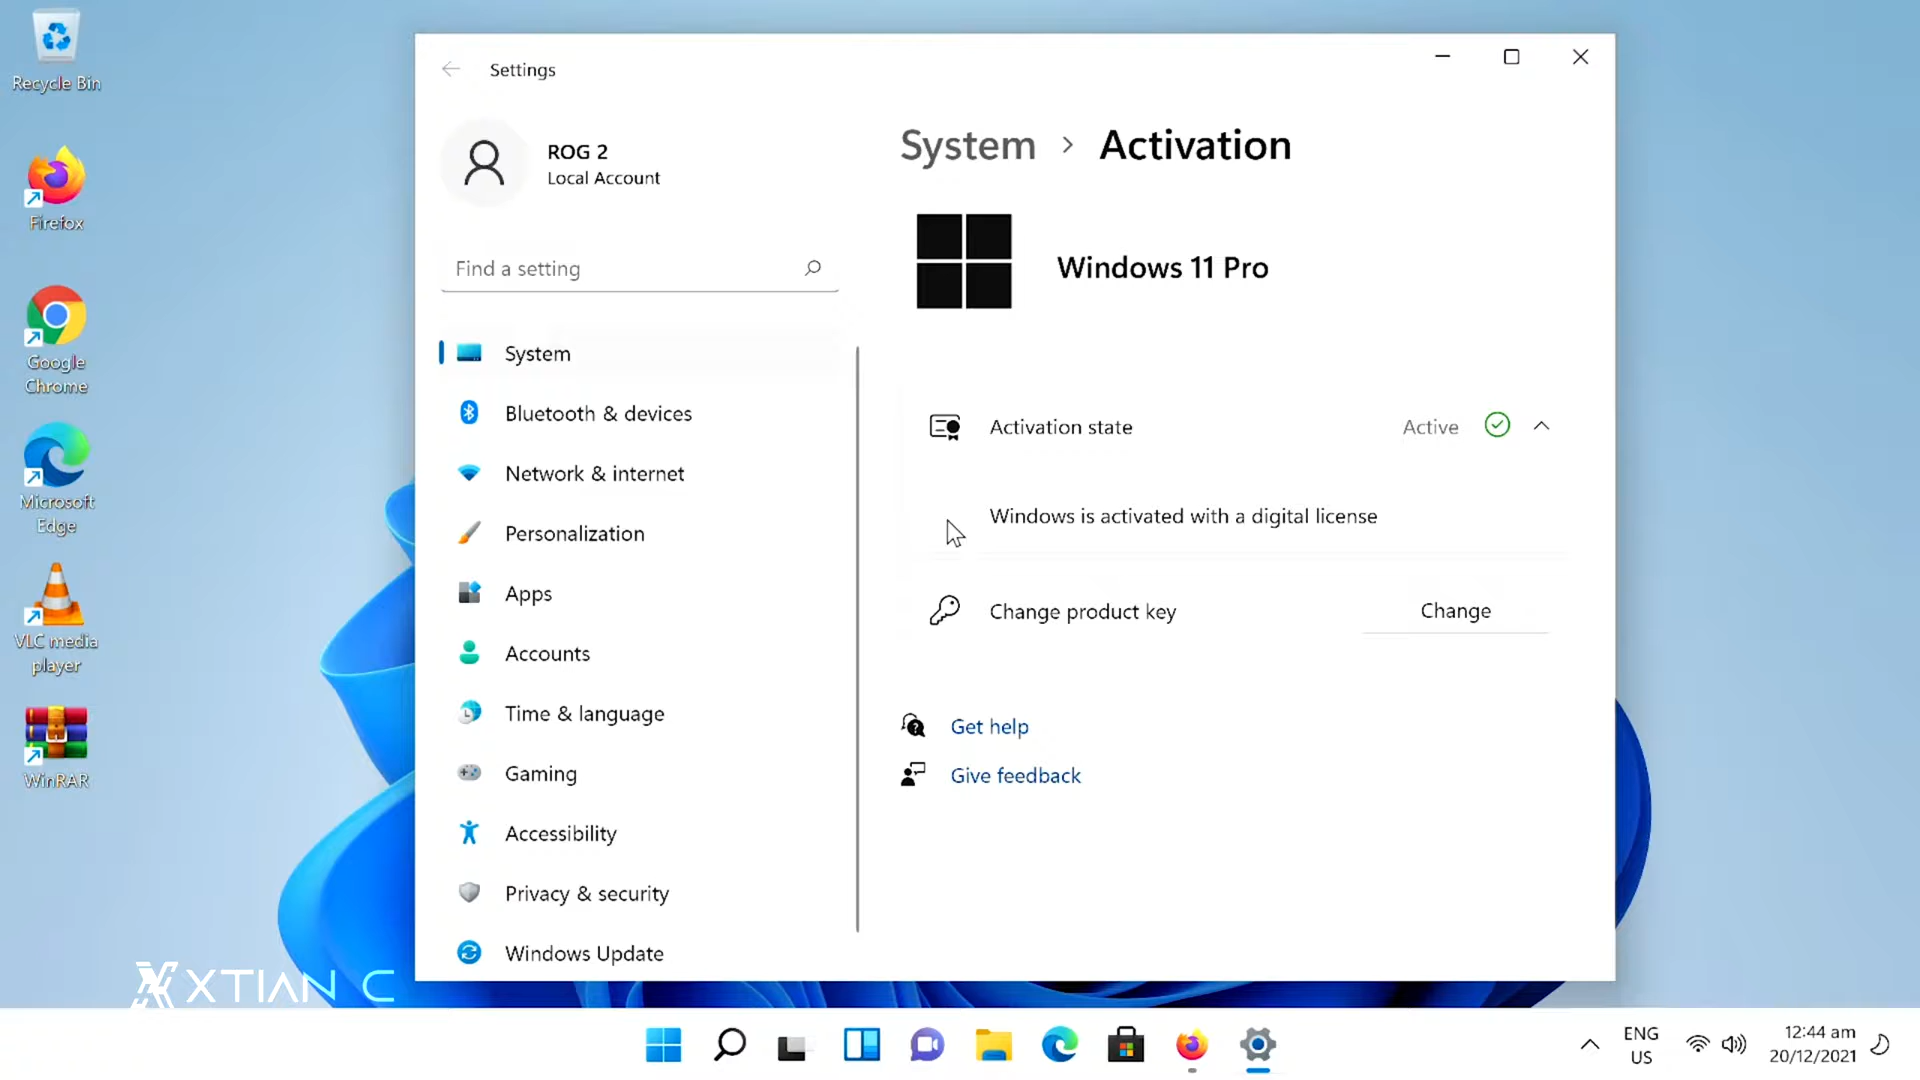 Recycle Bin
Firefox
Google
Chrome
Microsoft
Edge
VLC media
player
WinRAR
Settings
ROG 2
Local Account
Find a setting
System
Bluetooth & devices
Network & internet
Personalization
Apps
Accounts
Time & language
Gaming
Accessibility
Privacy & security
Windows Update
System > Activation
Windows 11 Pro
Activation state Active
Windows is activated with a digital license
Change product key Change
Get help
Give feedback
XTIAN C
ENG
US
12:44 am
20/12/2021